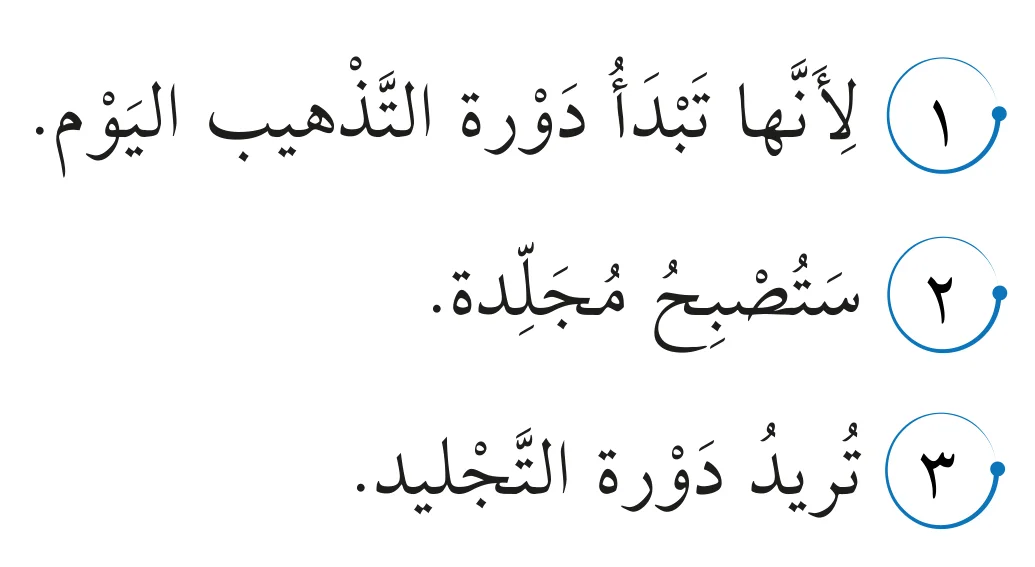 ١ لِأَنَّها تَبْدَأُ دَوْرة التَّذْهيب اليَوْم.
٢ سَتُصْبِحُ مُجَلِّدة.
٣ تُريدُ دَوْرة التَّجْليد.